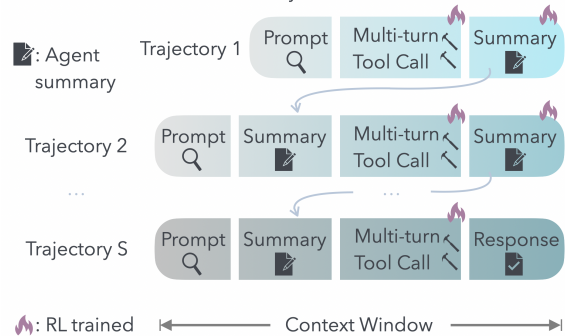 Trajectory 1
Prompt
Multi-turn
Tool Call
Summary
: Agent
summary
Trajectory 2
Prompt
Summary
Multi-turn
Tool Call
Summary
...
...
Trajectory S
Prompt
Summary
Multi-turn
Tool Call
Response
: RL trained
Context Window